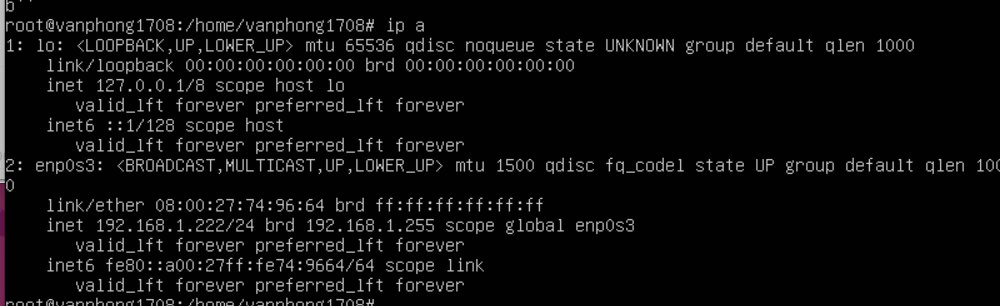 root@vanphong1708:/home/vanphong1708# ip a
1: lo: <LOOPBACK,UP,LOWER_UP> mtu 65536 qdisc noqueue state UNKNOWN group default qlen 1000
    link/loopback 00:00:00:00:00:00 brd 00:00:00:00:00:00
    inet 127.0.0.1/8 scope host lo
       valid_lft forever preferred_lft forever
    inet6 ::1/128 scope host
       valid_lft forever preferred_lft forever
2: enp0s3: <BROADCAST,MULTICAST,UP,LOWER_UP> mtu 1500 qdisc fq_codel state UP group default qlen 100
0
    link/ether 08:00:27:74:96:64 brd ff:ff:ff:ff:ff:ff
    inet 192.168.1.222/24 brd 192.168.1.255 scope global enp0s3
       valid_lft forever preferred_lft forever
    inet6 fe80::a00:27ff:fe74:9664/64 scope link
       valid_lft forever preferred_lft forever
root@vanphong1708:/home/vanphong1708#